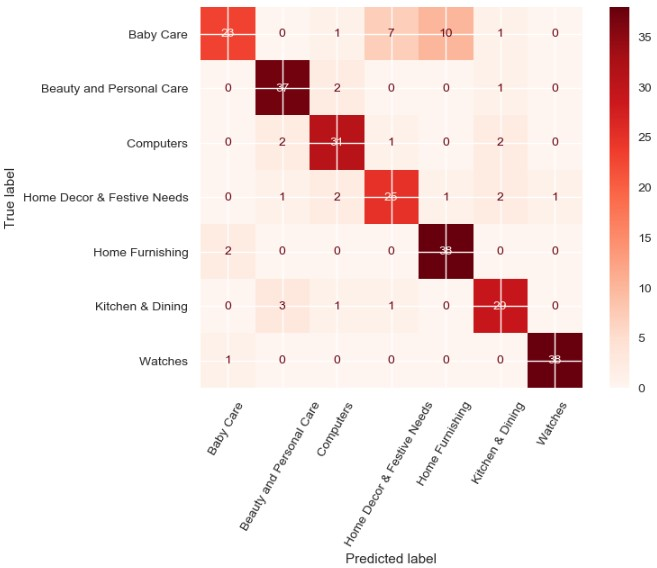 Baby Care 23 0 1 7 10 1 0
Beauty and Personal Care 0 37 2 0 0 1 0
Computers 0 2 31 1 0 2 0
Home Decor & Festive Needs 0 1 2 25 1 2 1
Home Furnishing 2 0 0 0 38 0 0
Kitchen & Dining 0 3 1 1 0 29 0
Watches 1 0 0 0 0 0 38
True label
Baby Care
Beauty and Personal Care
Computers
Home Decor & Festive Needs
Home Furnishing
Kitchen & Dining
Watches
Predicted label
35
30
25
20
15
10
5
0